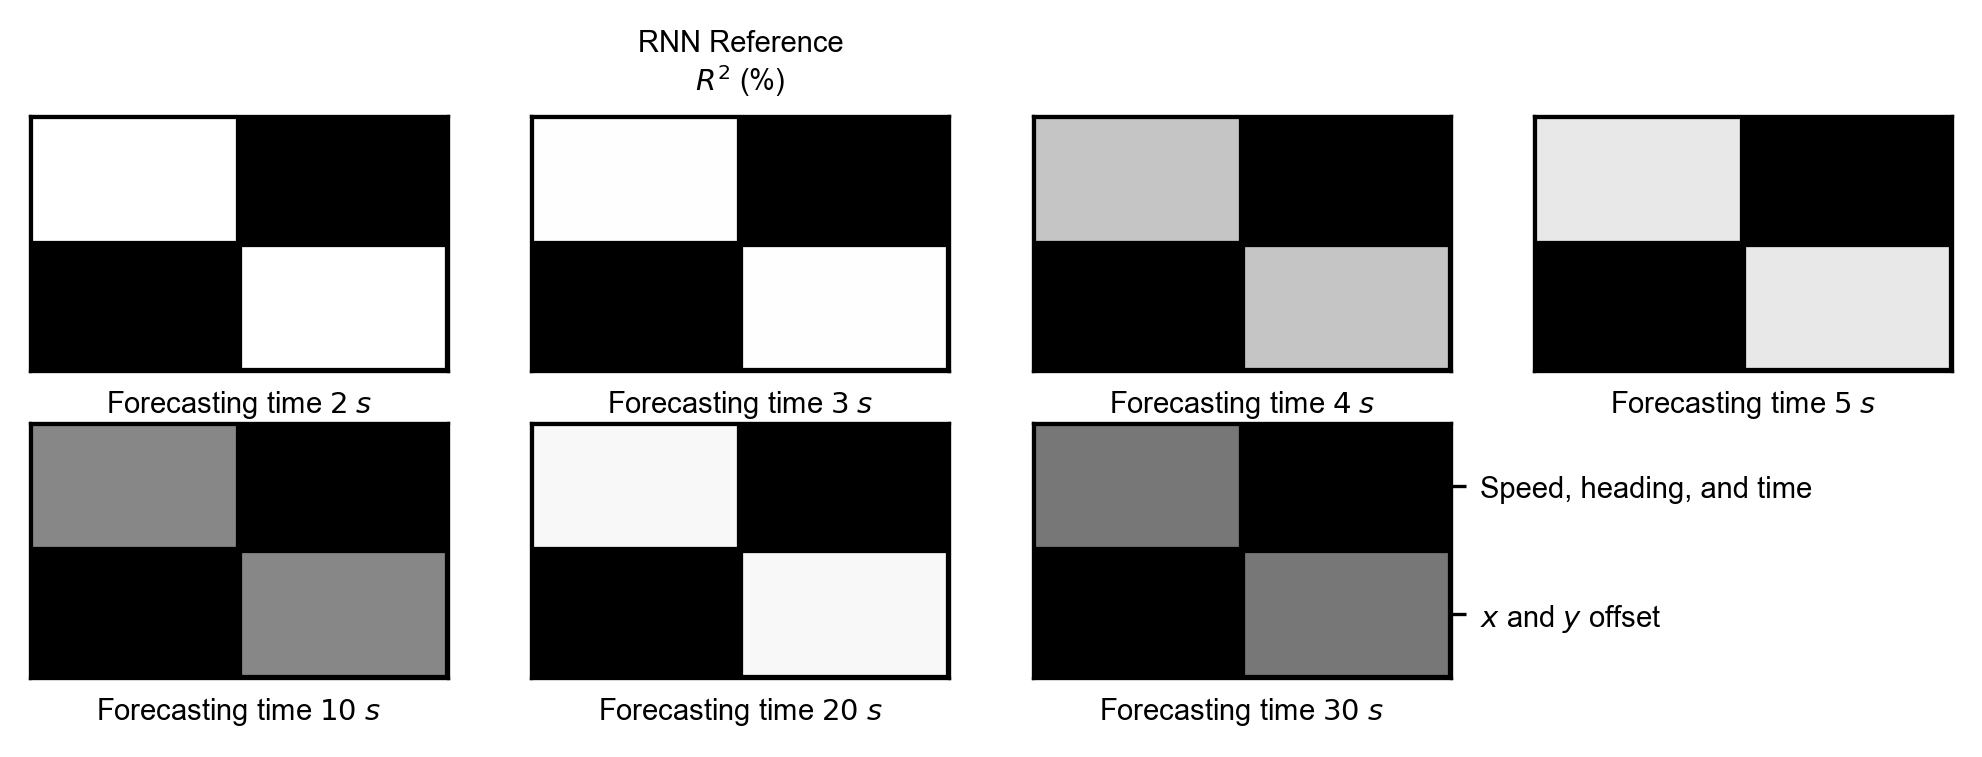 RNN Reference
R² (%)
Forecasting time 2 s
Forecasting time 3 s
Forecasting time 4 s
Forecasting time 5 s
Speed, heading, and time
x and y offset
Forecasting time 10 s
Forecasting time 20 s
Forecasting time 30 s